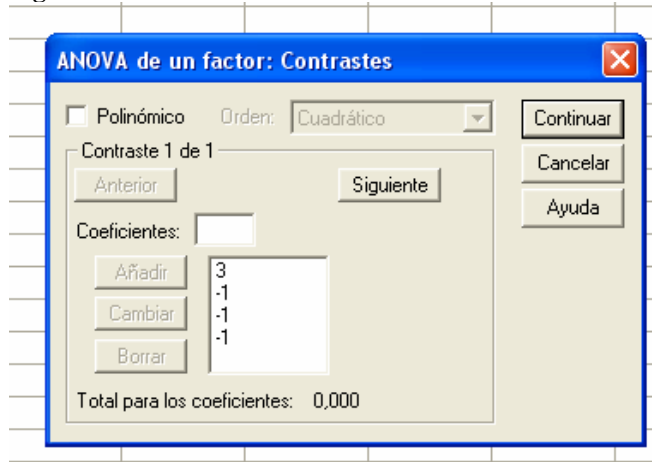 ANOVA de un factor: Contrastes
Polinómico Orden: Cuadrático Continuar
Contraste 1 de 1 Cancelar
Anterior Siguiente Ayuda
Coeficientes:
Añadir
Cambiar
Borrar
3
-1
-1
-1
Total para los coeficientes: 0,000